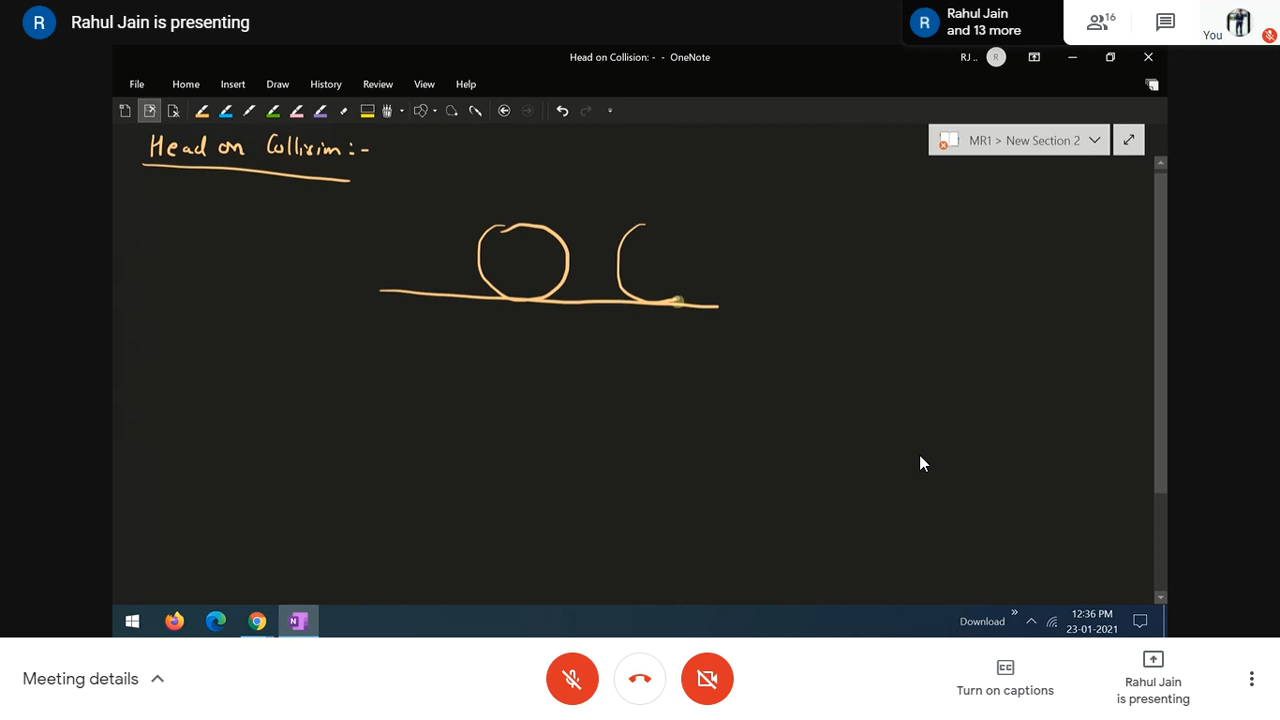 R Rahul Jain is presenting
R Rahul Jain and 13 more
16
You
Head on Collision: - - OneNote
RJ .. R
File Home Insert Draw History Review View Help
Head on Collision :-
MR1 > New Section 2
Download
12:36 PM
23-01-2021
Meeting details
Turn on captions
Rahul Jain
is presenting